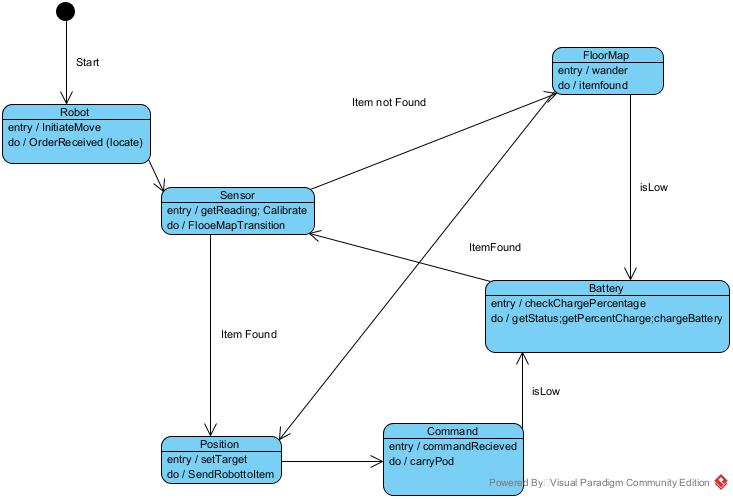 Start
FloorMap
entry / wander
do / itemfound
Item not Found
Robot
entry / InitiateMove
do / OrderReceived (locate)
isLow
Sensor
entry / getReading; Calibrate
do / FlooeMapTransition
ItemFound
Battery
entry / checkChargePercentage
do / getStatus;getPercentCharge;chargeBattery
Item Found
isLow
Position
entry / setTarget
do / SendRobottoItem
Command
entry / commandRecieved
do / carryPod
Powered By Visual Paradigm Community Edition